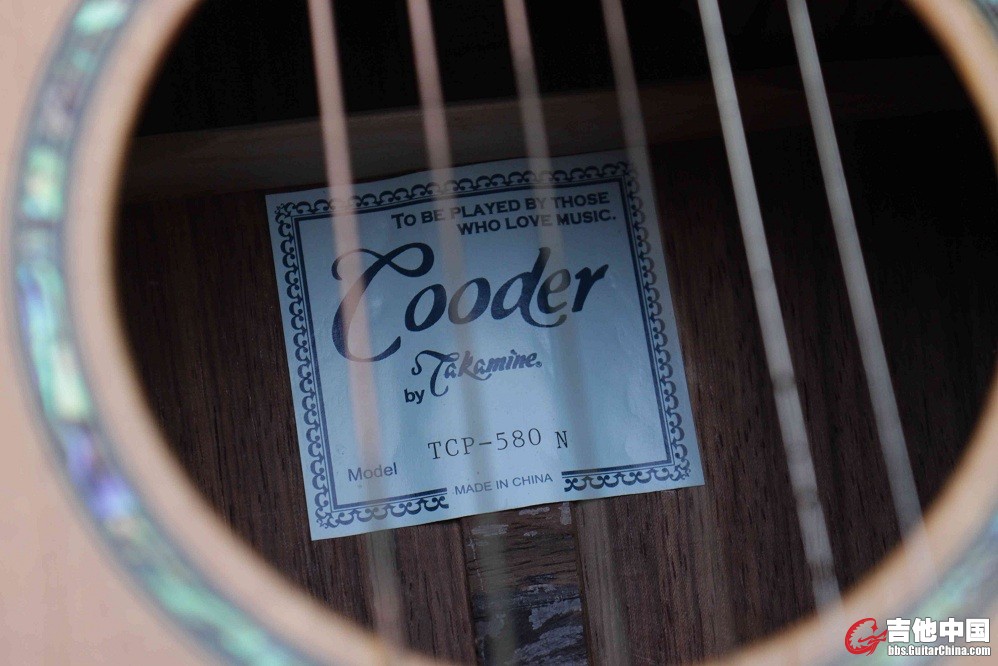 TO BE PLAYED BY THOSE
WHO LOVE MUSIC.
Cooder
by Takamine®
Model TCP-580 N
MADE IN CHINA
吉他中国
bbs.GuitarChina.com